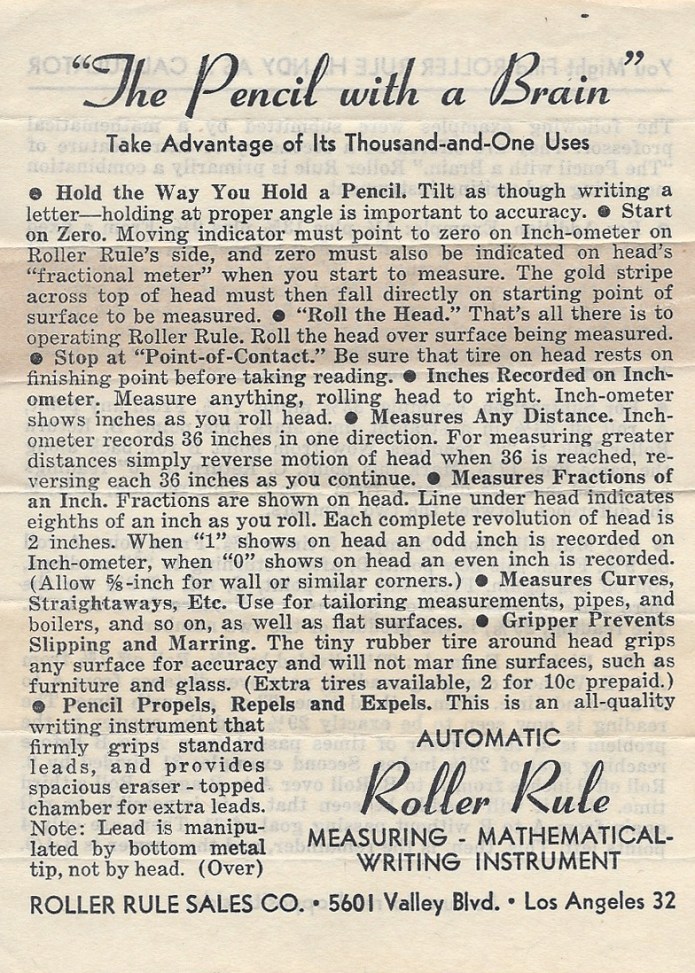 "The Pencil with a Brain"
Take Advantage of Its Thousand-and-One Uses
● Hold the Way You Hold a Pencil. Tilt as though writing a
letter—holding at proper angle is important to accuracy. ● Start
on Zero. Moving indicator must point to zero on Inch-ometer on
Roller Rule's side, and zero must also be indicated on head's
"fractional meter" when you start to measure. The gold stripe
across top of head must then fall directly on starting point of
surface to be measured. ● "Roll the Head." That's all there is to
operating Roller Rule. Roll the head over surface being measured.
● Stop at "Point-of-Contact." Be sure that tire on head rests on
finishing point before taking reading. ● Inches Recorded on Inch-
ometer. Measure anything, rolling head to right. Inch-ometer
shows inches as you roll head. ● Measures Any Distance. Inch-
ometer records 36 inches in one direction. For measuring greater
distances simply reverse motion of head when 36 is reached, re-
versing each 36 inches as you continue. ● Measures Fractions of
an Inch. Fractions are shown on head. Line under head indicates
eighths of an inch as you roll. Each complete revolution of head is
2 inches. When "1" shows on head an odd inch is recorded on
Inch-ometer, when "0" shows on head an even inch is recorded.
(Allow ⅝-inch for wall or similar corners.) ● Measures Curves,
Straightaways, Etc. Use for tailoring measurements, pipes, and
boilers, and so on, as well as flat surfaces. ● Gripper Prevents
Slipping and Marring. The tiny rubber tire around head grips
any surface for accuracy and will not mar fine surfaces, such as
furniture and glass. (Extra tires available, 2 for 10c prepaid.)
● Pencil Propels, Repels and Expels. This is an all-quality
writing instrument that
firmly grips standard
leads, and provides
spacious eraser-topped
chamber for extra leads.
Note: Lead is manipu-
lated by bottom metal
tip, not by head. (Over)
AUTOMATIC
Roller Rule
MEASURING - MATHEMATICAL-
WRITING INSTRUMENT
ROLLER RULE SALES CO. • 5601 Valley Blvd. • Los Angeles 32